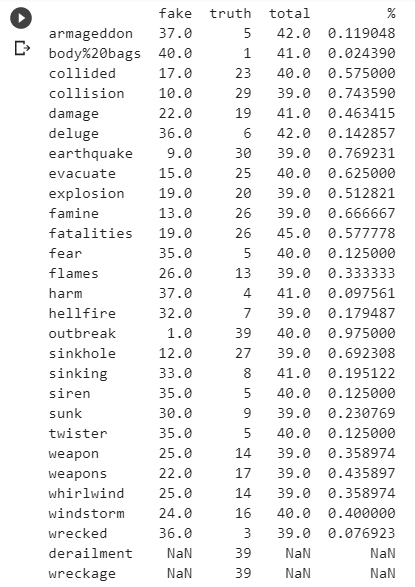 fake truth total %
armageddon 37.0 5 42.0 0.119048
body%20bags 40.0 1 41.0 0.024390
collided 17.0 23 40.0 0.575000
collision 10.0 29 39.0 0.743590
damage 22.0 19 41.0 0.463415
deluge 36.0 6 42.0 0.142857
earthquake 9.0 30 39.0 0.769231
evacuate 15.0 25 40.0 0.625000
explosion 19.0 20 39.0 0.512821
famine 13.0 26 39.0 0.666667
fatalities 19.0 26 45.0 0.577778
fear 35.0 5 40.0 0.125000
flames 26.0 13 39.0 0.333333
harm 37.0 4 41.0 0.097561
hellfire 32.0 7 39.0 0.179487
outbreak 1.0 39 40.0 0.975000
sinkhole 12.0 27 39.0 0.692308
sinking 33.0 8 41.0 0.195122
siren 35.0 5 40.0 0.125000
sunk 30.0 9 39.0 0.230769
twister 35.0 5 40.0 0.125000
weapon 25.0 14 39.0 0.358974
weapons 22.0 17 39.0 0.435897
whirlwind 25.0 14 39.0 0.358974
windstorm 24.0 16 40.0 0.400000
wrecked 36.0 3 39.0 0.076923
derailment NaN 39 NaN NaN
wreckage NaN 39 NaN NaN